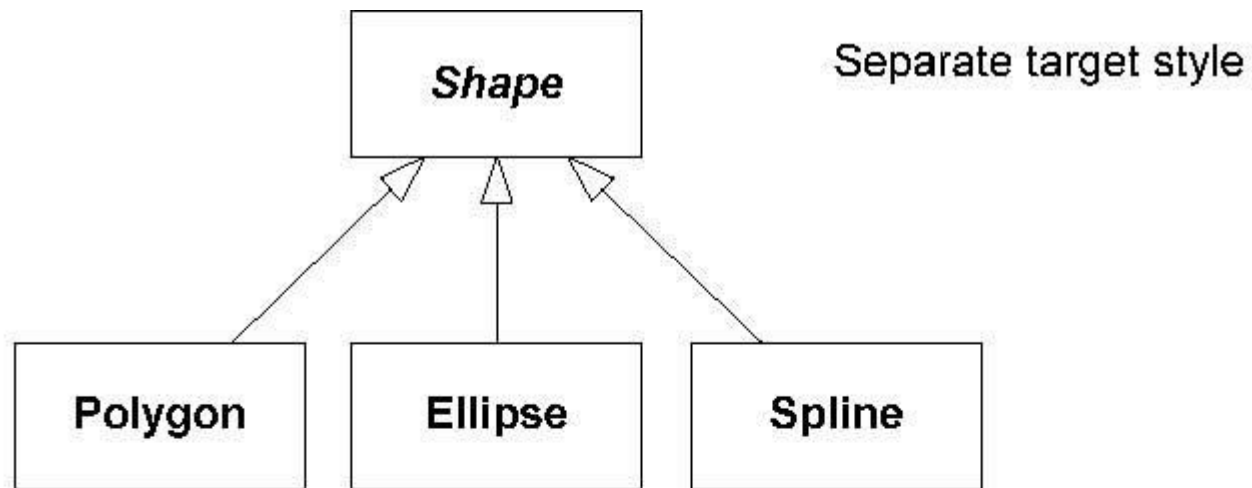 Shape
Separate target style
Polygon
Ellipse
Spline